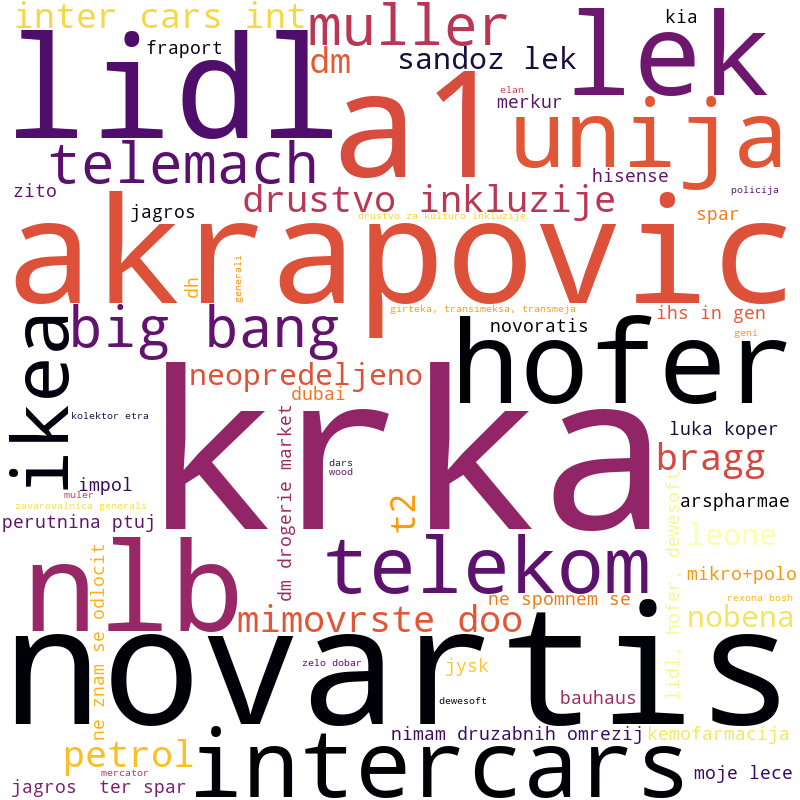 inter cars int
muller
kia
lek
lidl
fraport
dm
sandoz lek
a1
elan
merkur
unija
telemach
hisense
zito
policija
drustvo inkluzije
jagros
drustvo za kulturo inkluzije
spar
akrapovic
dh
generali
girteka, transimeksa, transmeja
ihs in gen
big bang
ikea
novoratis
hofer
geni
neopredeljeno
krka
dubai
kolektor etra
dm drogerie market
luka koper
dars
wood
bragg
impol
muler
zavarovalnica generali
t2
arspharmae
perutnina ptuj
lidl, hofer, dewesoft
leone
nlb
telekom
ne znam se odlocit
mikro+polo
ne spomnem se
rexona bosh
mimovrste doo
nobena
novartis
zelo dobar
jysk
bauhaus
dewesoft
nimam druzabnih omrezij
kemofarmacija
petrol
intercars
mercator
moje lece
jagros  ter spar